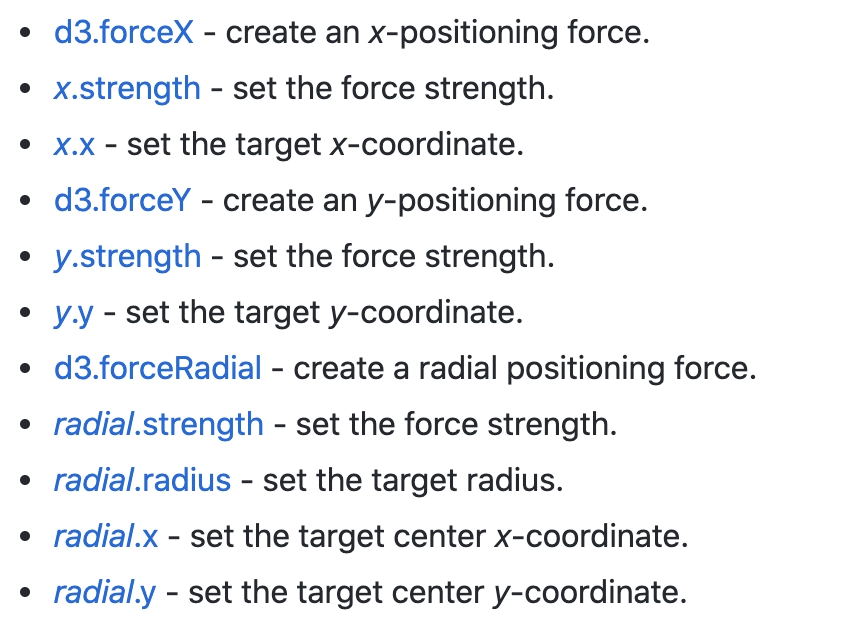 • d3.forceX - create an x-positioning force.
• x.strength - set the force strength.
• x.x - set the target x-coordinate.
• d3.forceY - create an y-positioning force.
• y.strength - set the force strength.
• y.y - set the target y-coordinate.
• d3.forceRadial - create a radial positioning force.
• radial.strength - set the force strength.
• radial.radius - set the target radius.
• radial.x - set the target center x-coordinate.
• radial.y - set the target center y-coordinate.